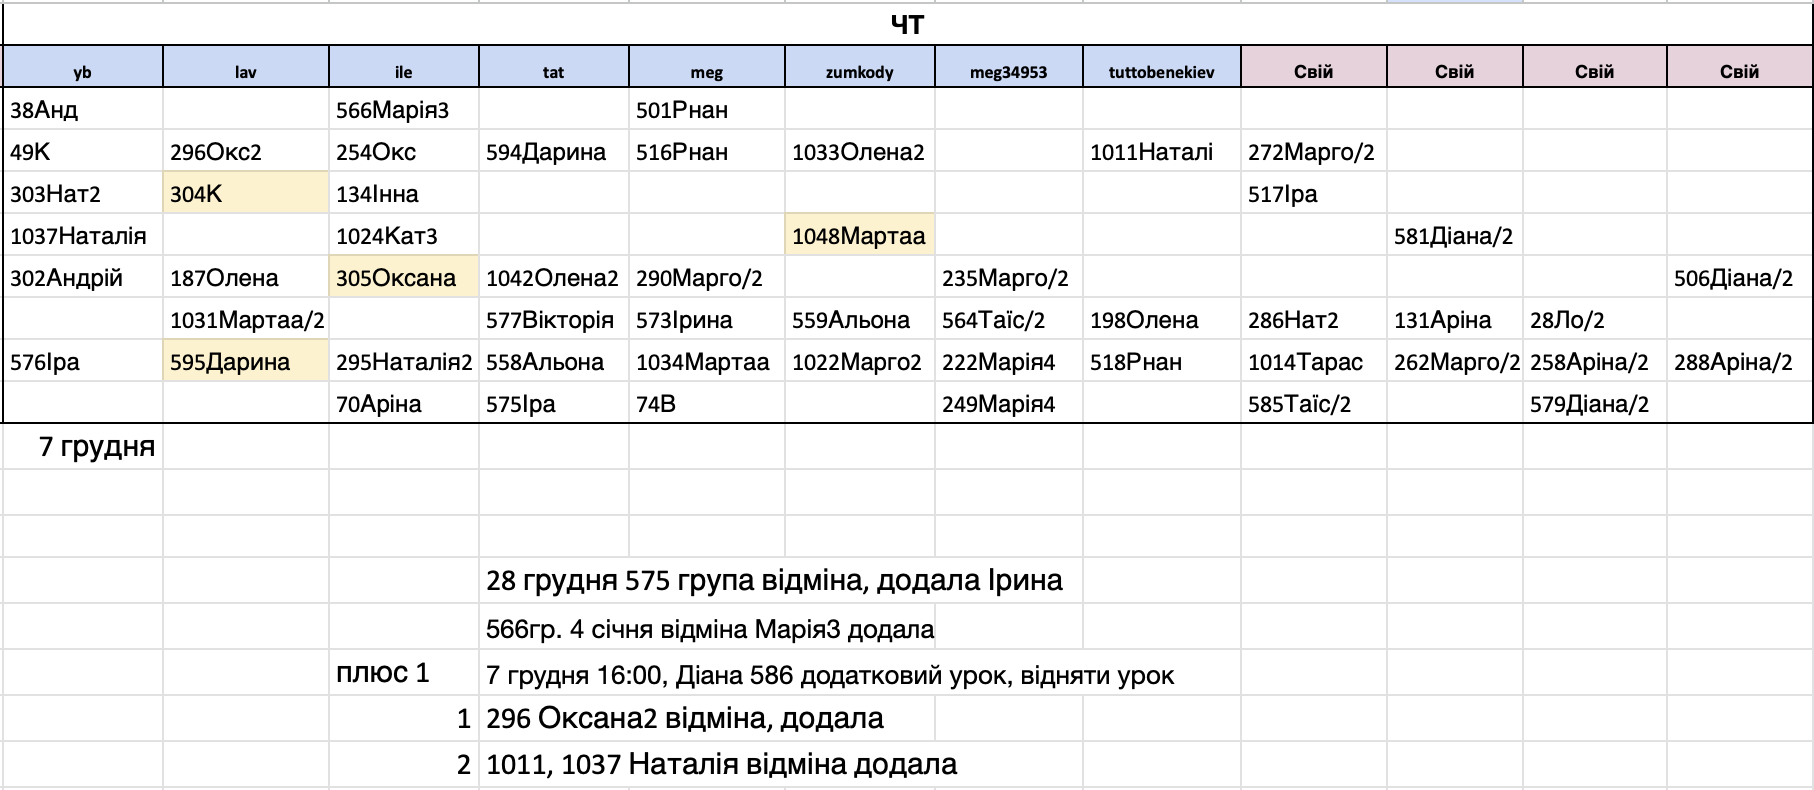 ЧТ
yb lav ile tat meg zumkody meg34953 tuttobenekiev Свій Свій Свій Свій
38Анд 566Марія3 501Рнан
49К 296Окс2 254Окс 594Дарина 516Рнан 1033Олена2 1011Наталі 272Марго/2
303Нат2 304К 134Інна 517Іра
1037Наталія 1024Кат3 1048Мартаа 581Діана/2
302Андрій 187Олена 305Оксана 1042Олена2 290Марго/2 235Марго/2 506Діана/2
1031Мартаа/2 577Вікторія 573Ірина 559Альона 564Таїс/2 198Олена 286Нат2 131Аріна 28Ло/2
576Іра 595Дарина 295Наталія2 558Альона 1034Мартаа 1022Марго2 222Марія4 518Рнан 1014Тарас 262Марго/2 258Аріна/2 288Аріна/2
70Аріна 575Іра 74В 249Марія4 585Таїс/2 579Діана/2
7 грудня
28 грудня 575 група відміна, додала Ірина
566гр. 4 січня відміна Марія3 додала
плюс 1 7 грудня 16:00, Діана 586 додатковий урок, відняти урок
1 296 Оксана2 відміна, додала
2 1011, 1037 Наталія відміна додала